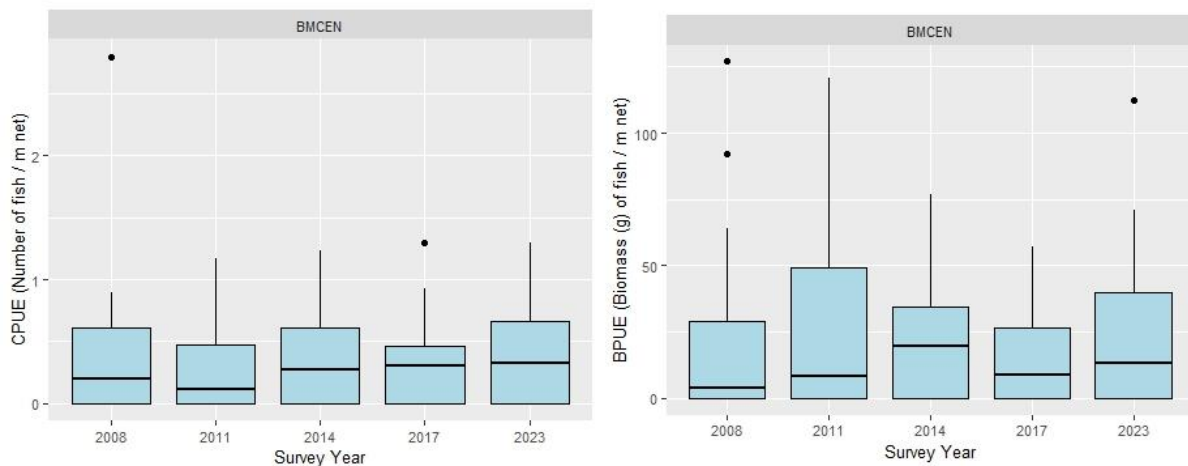 BMCEN
CPUE (Number of fish / m net)
2
1
0
2008 2011 2014 2017 2023
Survey Year
BMCEN
BPUE (Biomass (g) of fish / m net)
100
50
0
2008 2011 2014 2017 2023
Survey Year